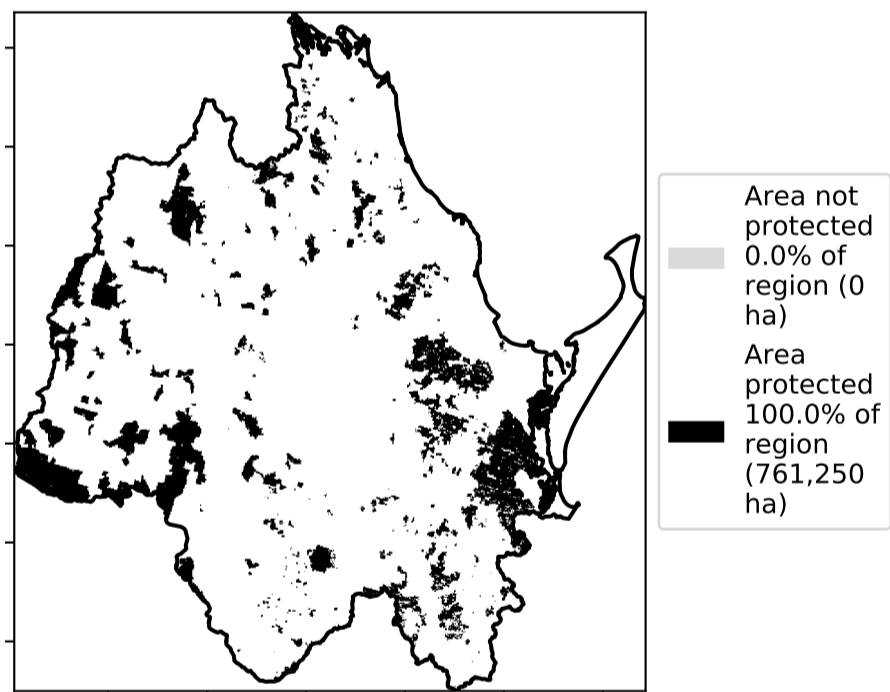 Area not
protected
0.0% of
region (0
ha)
Area
protected
100.0% of
region
(761,250
ha)